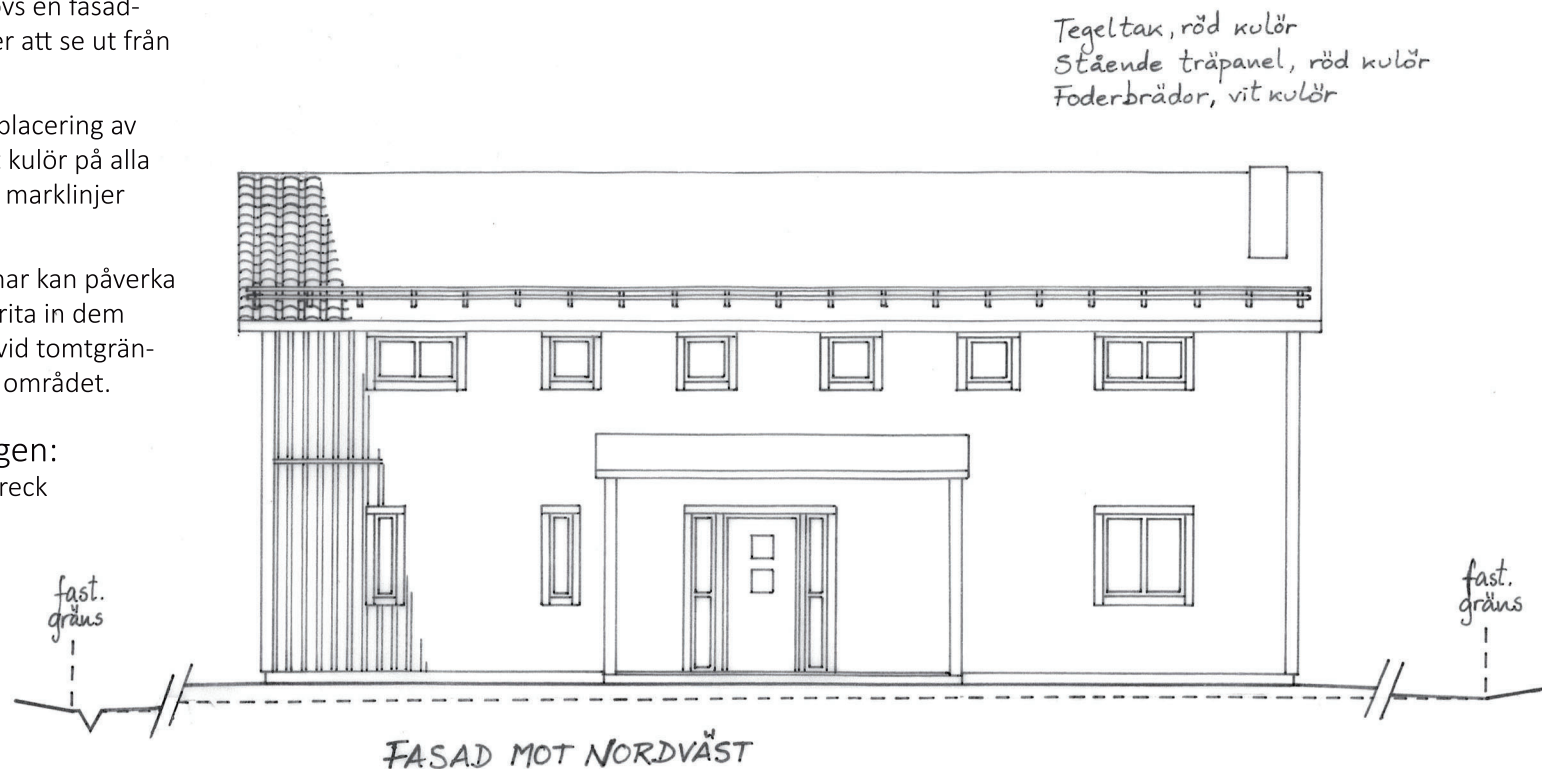 övs en fasad-
er att se ut från
placering av
t kulör på alla
marklinjer
nar kan påverka
rita in dem
vid tomtgrän-
området.
gen:
reck
Tegeltak, röd kulör
Stående träpanel, röd kulör
Foderbrädor, vit kulör
fast.
gräns
fast.
gräns
FASAD MOT NORDVÄST